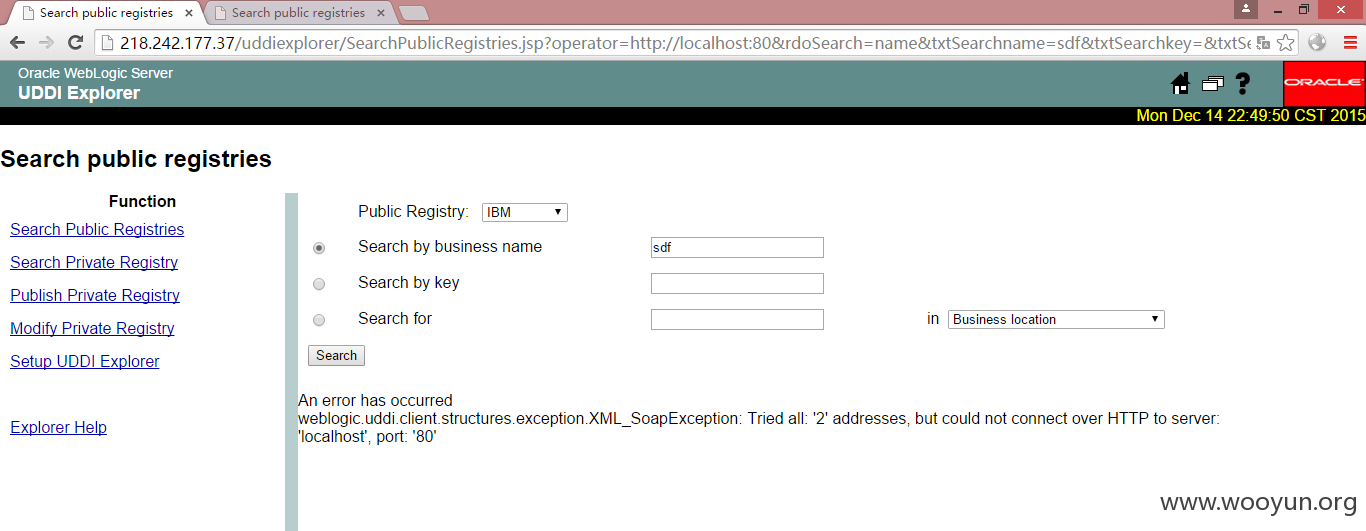 Search public registries
Search public registries
218.242.177.37/uddiexplorer/SearchPublicRegistries.jsp?operator=http://localhost:80&rdoSearch=name&txtSearchname=sdf&txtSearchkey=&txtSe
Oracle WebLogic Server
UDDI Explorer
ORACLE
Mon Dec 14 22:49:50 CST 2015
Search public registries
Function
Search Public Registries
Search Private Registry
Publish Private Registry
Modify Private Registry
Setup UDDI Explorer
Explorer Help
Public Registry: IBM
Search by business name sdf
Search by key
Search for in Business location
Search
An error has occurred
weblogic.uddi.client.structures.exception.XML_SoapException: Tried all: '2' addresses, but could not connect over HTTP to server:
'localhost', port: '80'
www.wooyun.org